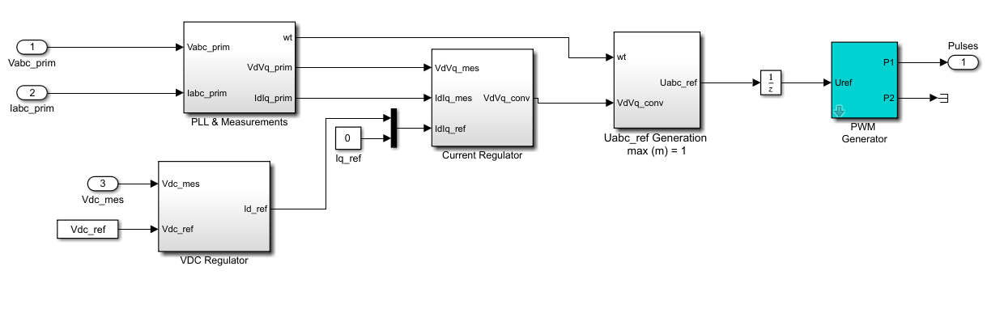 1
Vabc_prim
2
Iabc_prim
Vabc_prim
Iabc_prim
wt
VdVq_prim
IdIq_prim
PLL & Measurements
3
Vdc_mes
Vdc_ref
Vdc_mes
Vdc_ref
Id_ref
VDC Regulator
0
Iq_ref
VdVq_mes
IdIq_mes
IdIq_ref
VdVq_conv
Current Regulator
wt
VdVq_conv
Uabc_ref
Uabc_ref Generation
max (m) = 1
1
z
Uref
P1
P2
PWM
Generator
Pulses
1